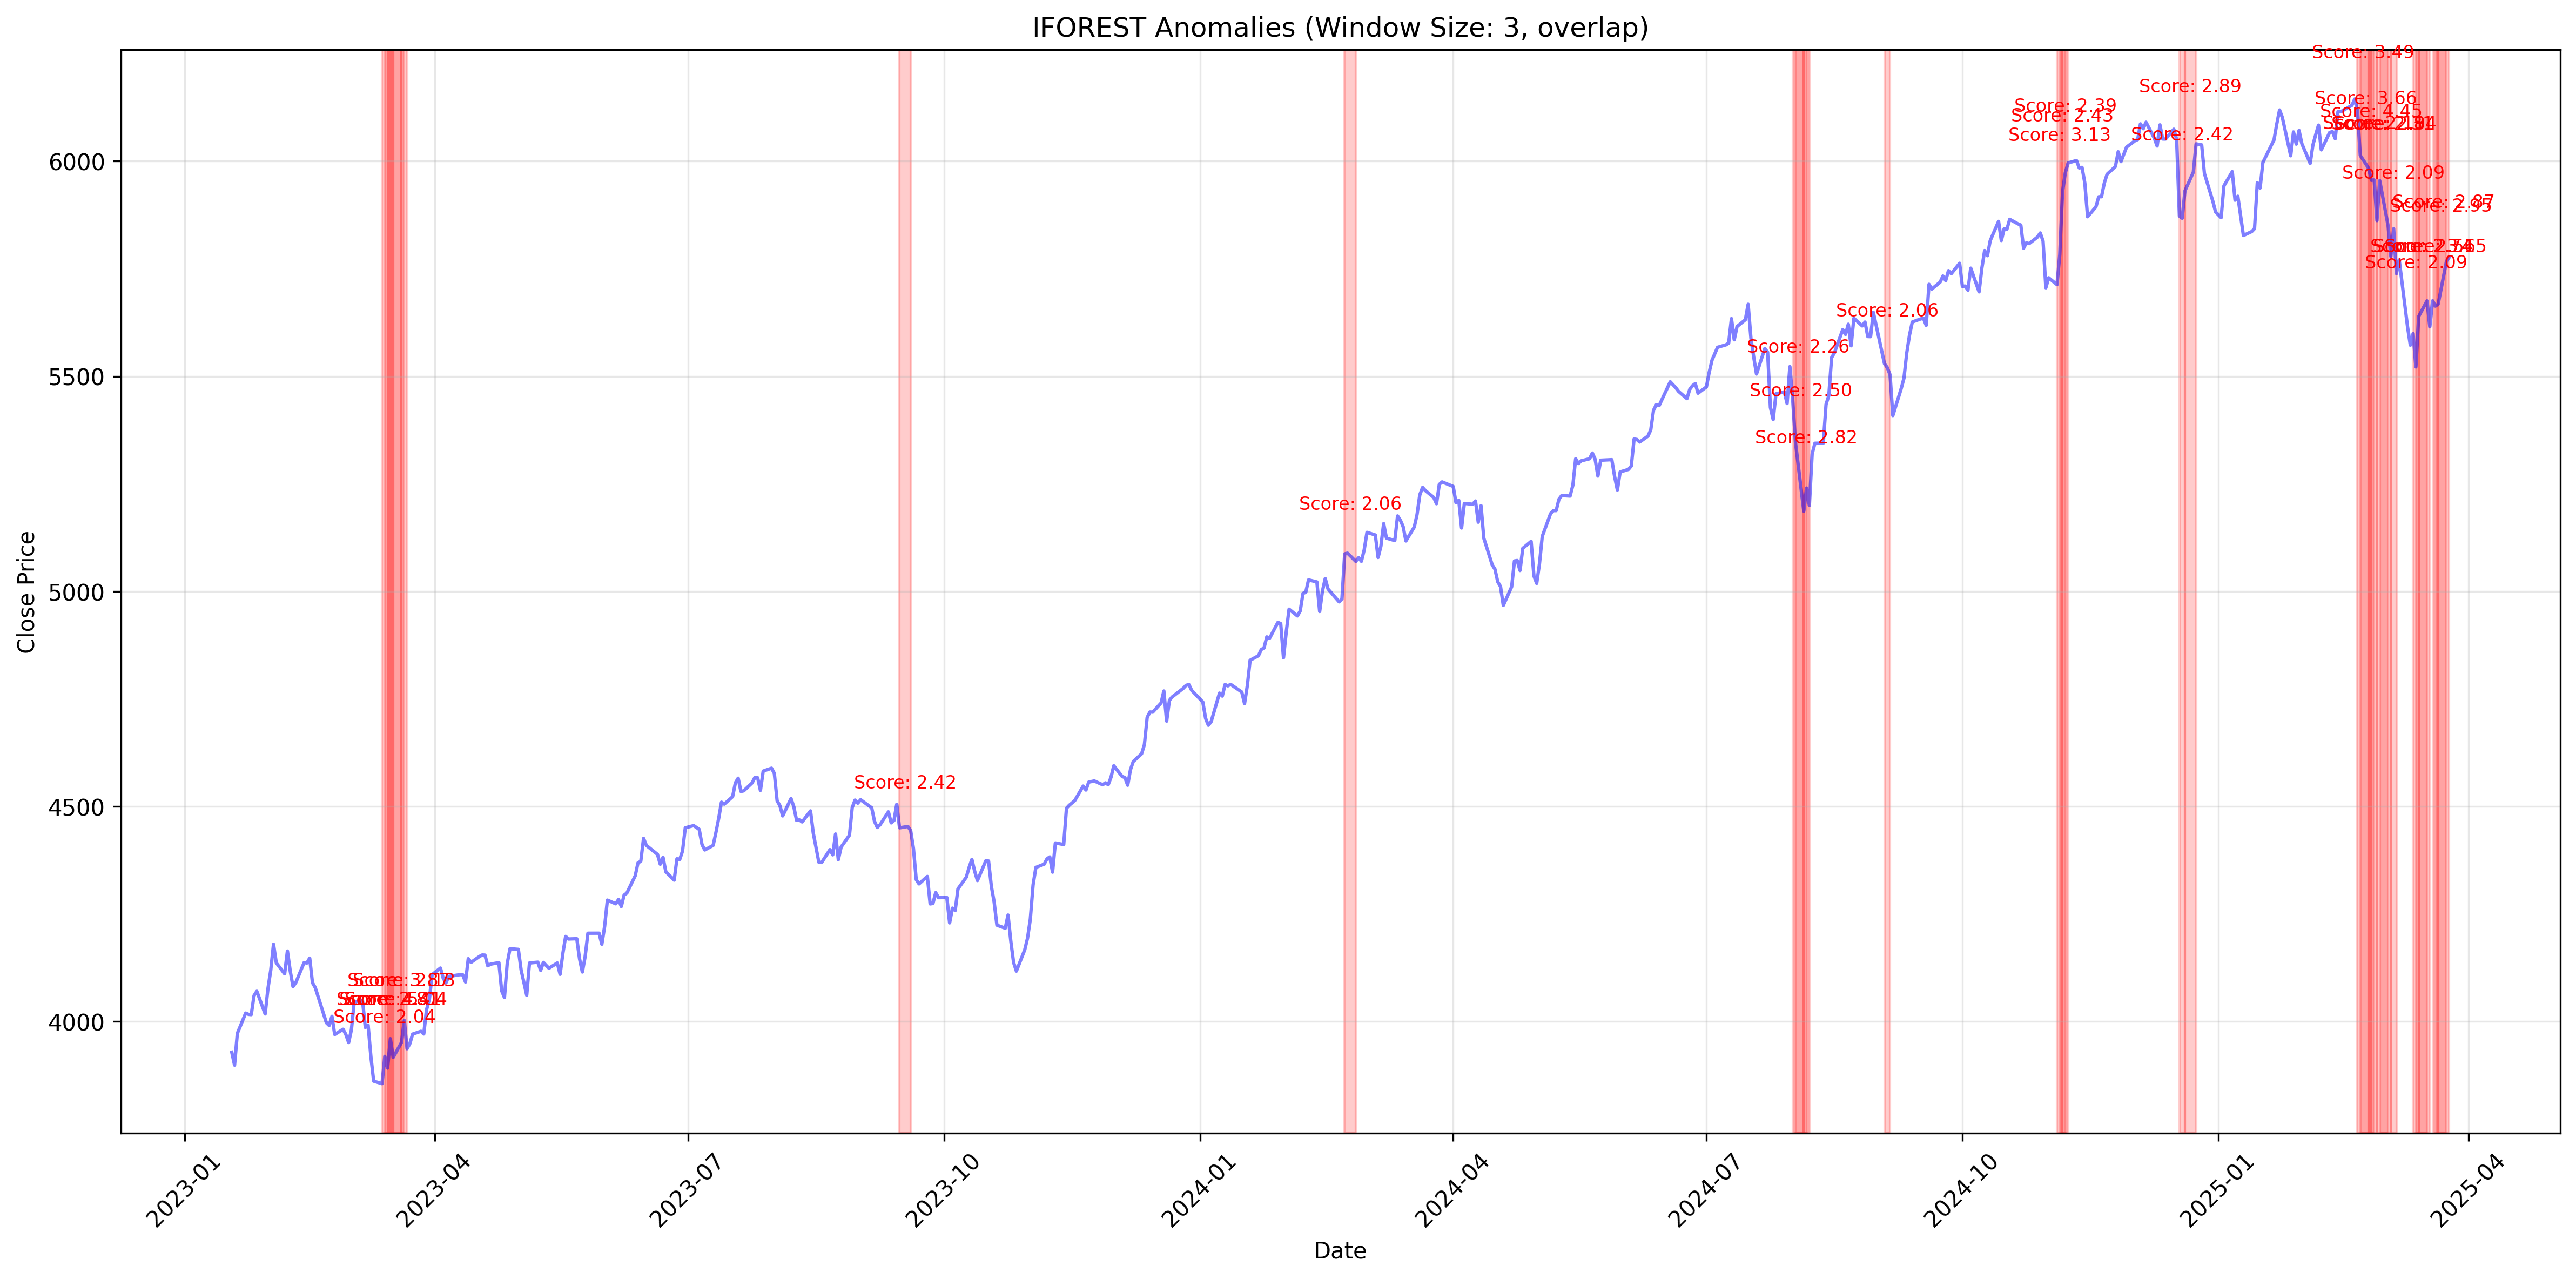 IFOREST Anomalies (Window Size: 3, overlap)
Score: 3.49
Score: 2.89
Score: 3.66
Score: 2.39
Score: 4.45
Score: 2.43
Score: 3.13
Score: 2.42
6000
Score: 2.09
Score: 2.87
Score: 2.95
Score: 2.09
Score: 2.06
Score: 2.26
5500
Score: 2.50
Score: 2.82
Score: 2.06
5000
Close Price
Score: 2.42
4500
Score: 2.04
4000
2023-01
2023-04
2023-07
2023-10
2024-01
2024-04
2024-07
2024-10
2025-01
2025-04
Date